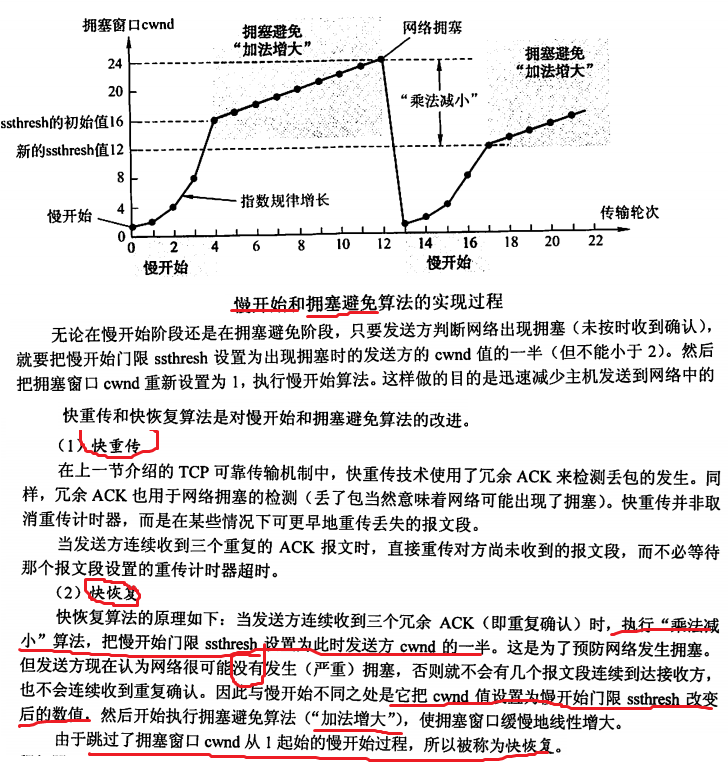 拥塞窗口cwnd
拥塞避免
“加法增大”
网络拥塞
拥塞避免
“加法增大”
24
20
“乘法减小”
ssthresh的初始值16
新的ssthresh值12
8
4
指数规律增长
慢开始
传输轮次
0
0 2 4 6 8 10 12 14 16 18 20 22
慢开始
慢开始
慢开始和拥塞避免算法的实现过程
无论在慢开始阶段还是在拥塞避免阶段，只要发送方判断网络出现拥塞（未按时收到确认），
就要把慢开始门限 ssthresh 设置为出现拥塞时的发送方的 cwnd 值的一半（但不能小于 2）。然后
把拥塞窗口 cwnd 重新设置为 1，执行慢开始算法。这样做的目的是迅速减少主机发送到网络中的
快重传和快恢复算法是对慢开始和拥塞避免算法的改进。
（1）快重传
在上一节介绍的 TCP 可靠传输机制中，快重传技术使用了冗余 ACK 来检测丢包的发生。同
样，冗余 ACK 也用于网络拥塞的检测（丢了包当然意味着网络可能出现了拥塞）。快重传并非取
消重传计时器，而是在某些情况下可更早地重传丢失的报文段。
当发送方连续收到三个重复的 ACK 报文时，直接重传对方尚未收到的报文段，而不必等待
那个报文段设置的重传计时器超时。
（2）快恢复
快恢复算法的原理如下：当发送方连续收到三个冗余 ACK（即重复确认）时，执行“乘法减
小”算法，把慢开始门限 ssthresh 设置为此时发送方 cwnd 的一半。这是为了预防网络发生拥塞。
但发送方现在认为网络很可能没有发生（严重）拥塞，否则就不会有几个报文段连续到达接收方，
也不会连续收到重复确认。因此与慢开始不同之处是它把 cwnd 值设置为慢开始门限 ssthresh 改变
后的数值，然后开始执行拥塞避免算法（“加法增大”），使拥塞窗口缓慢地线性增大。
由于跳过了拥塞窗口 cwnd 从 1 起始的慢开始过程，所以被称为快恢复。